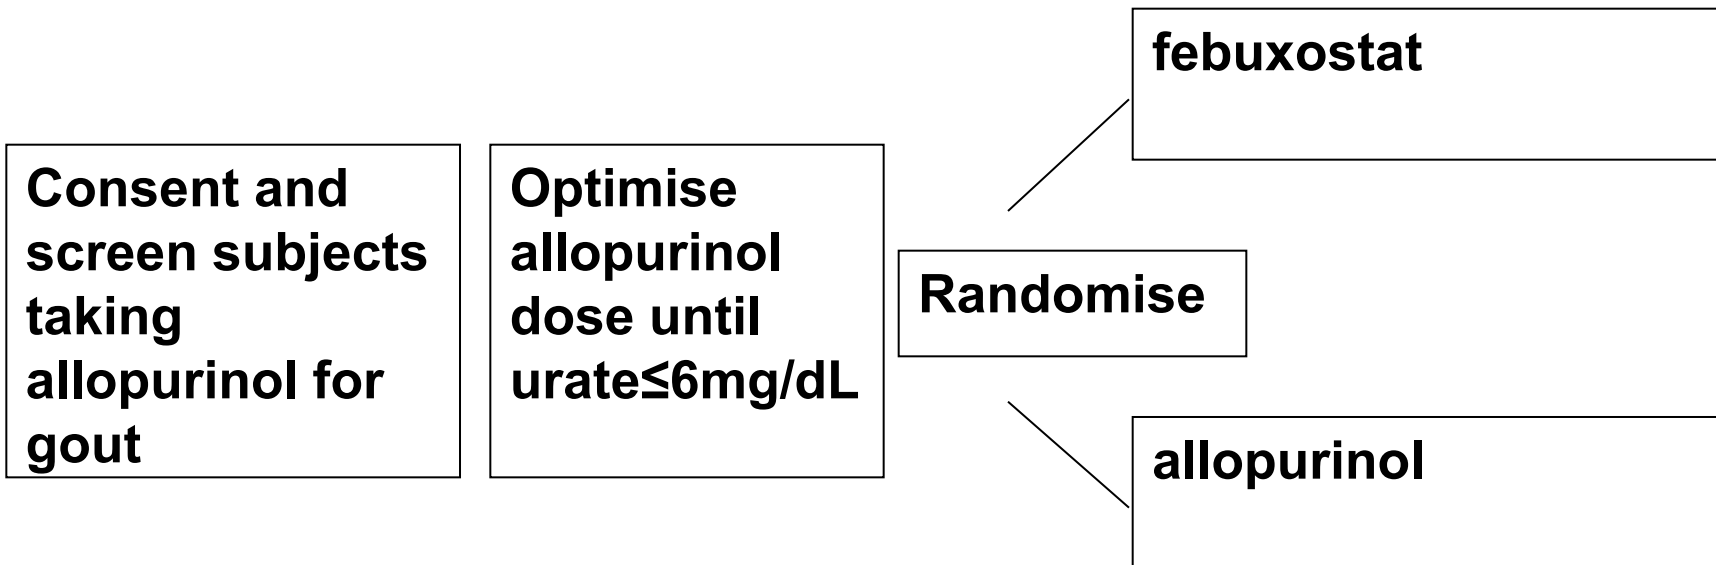 Consent and
screen subjects
taking
allopurinol for
gout
Optimise
allopurinol
dose until
urate≤6mg/dL
Randomise
febuxostat
allopurinol